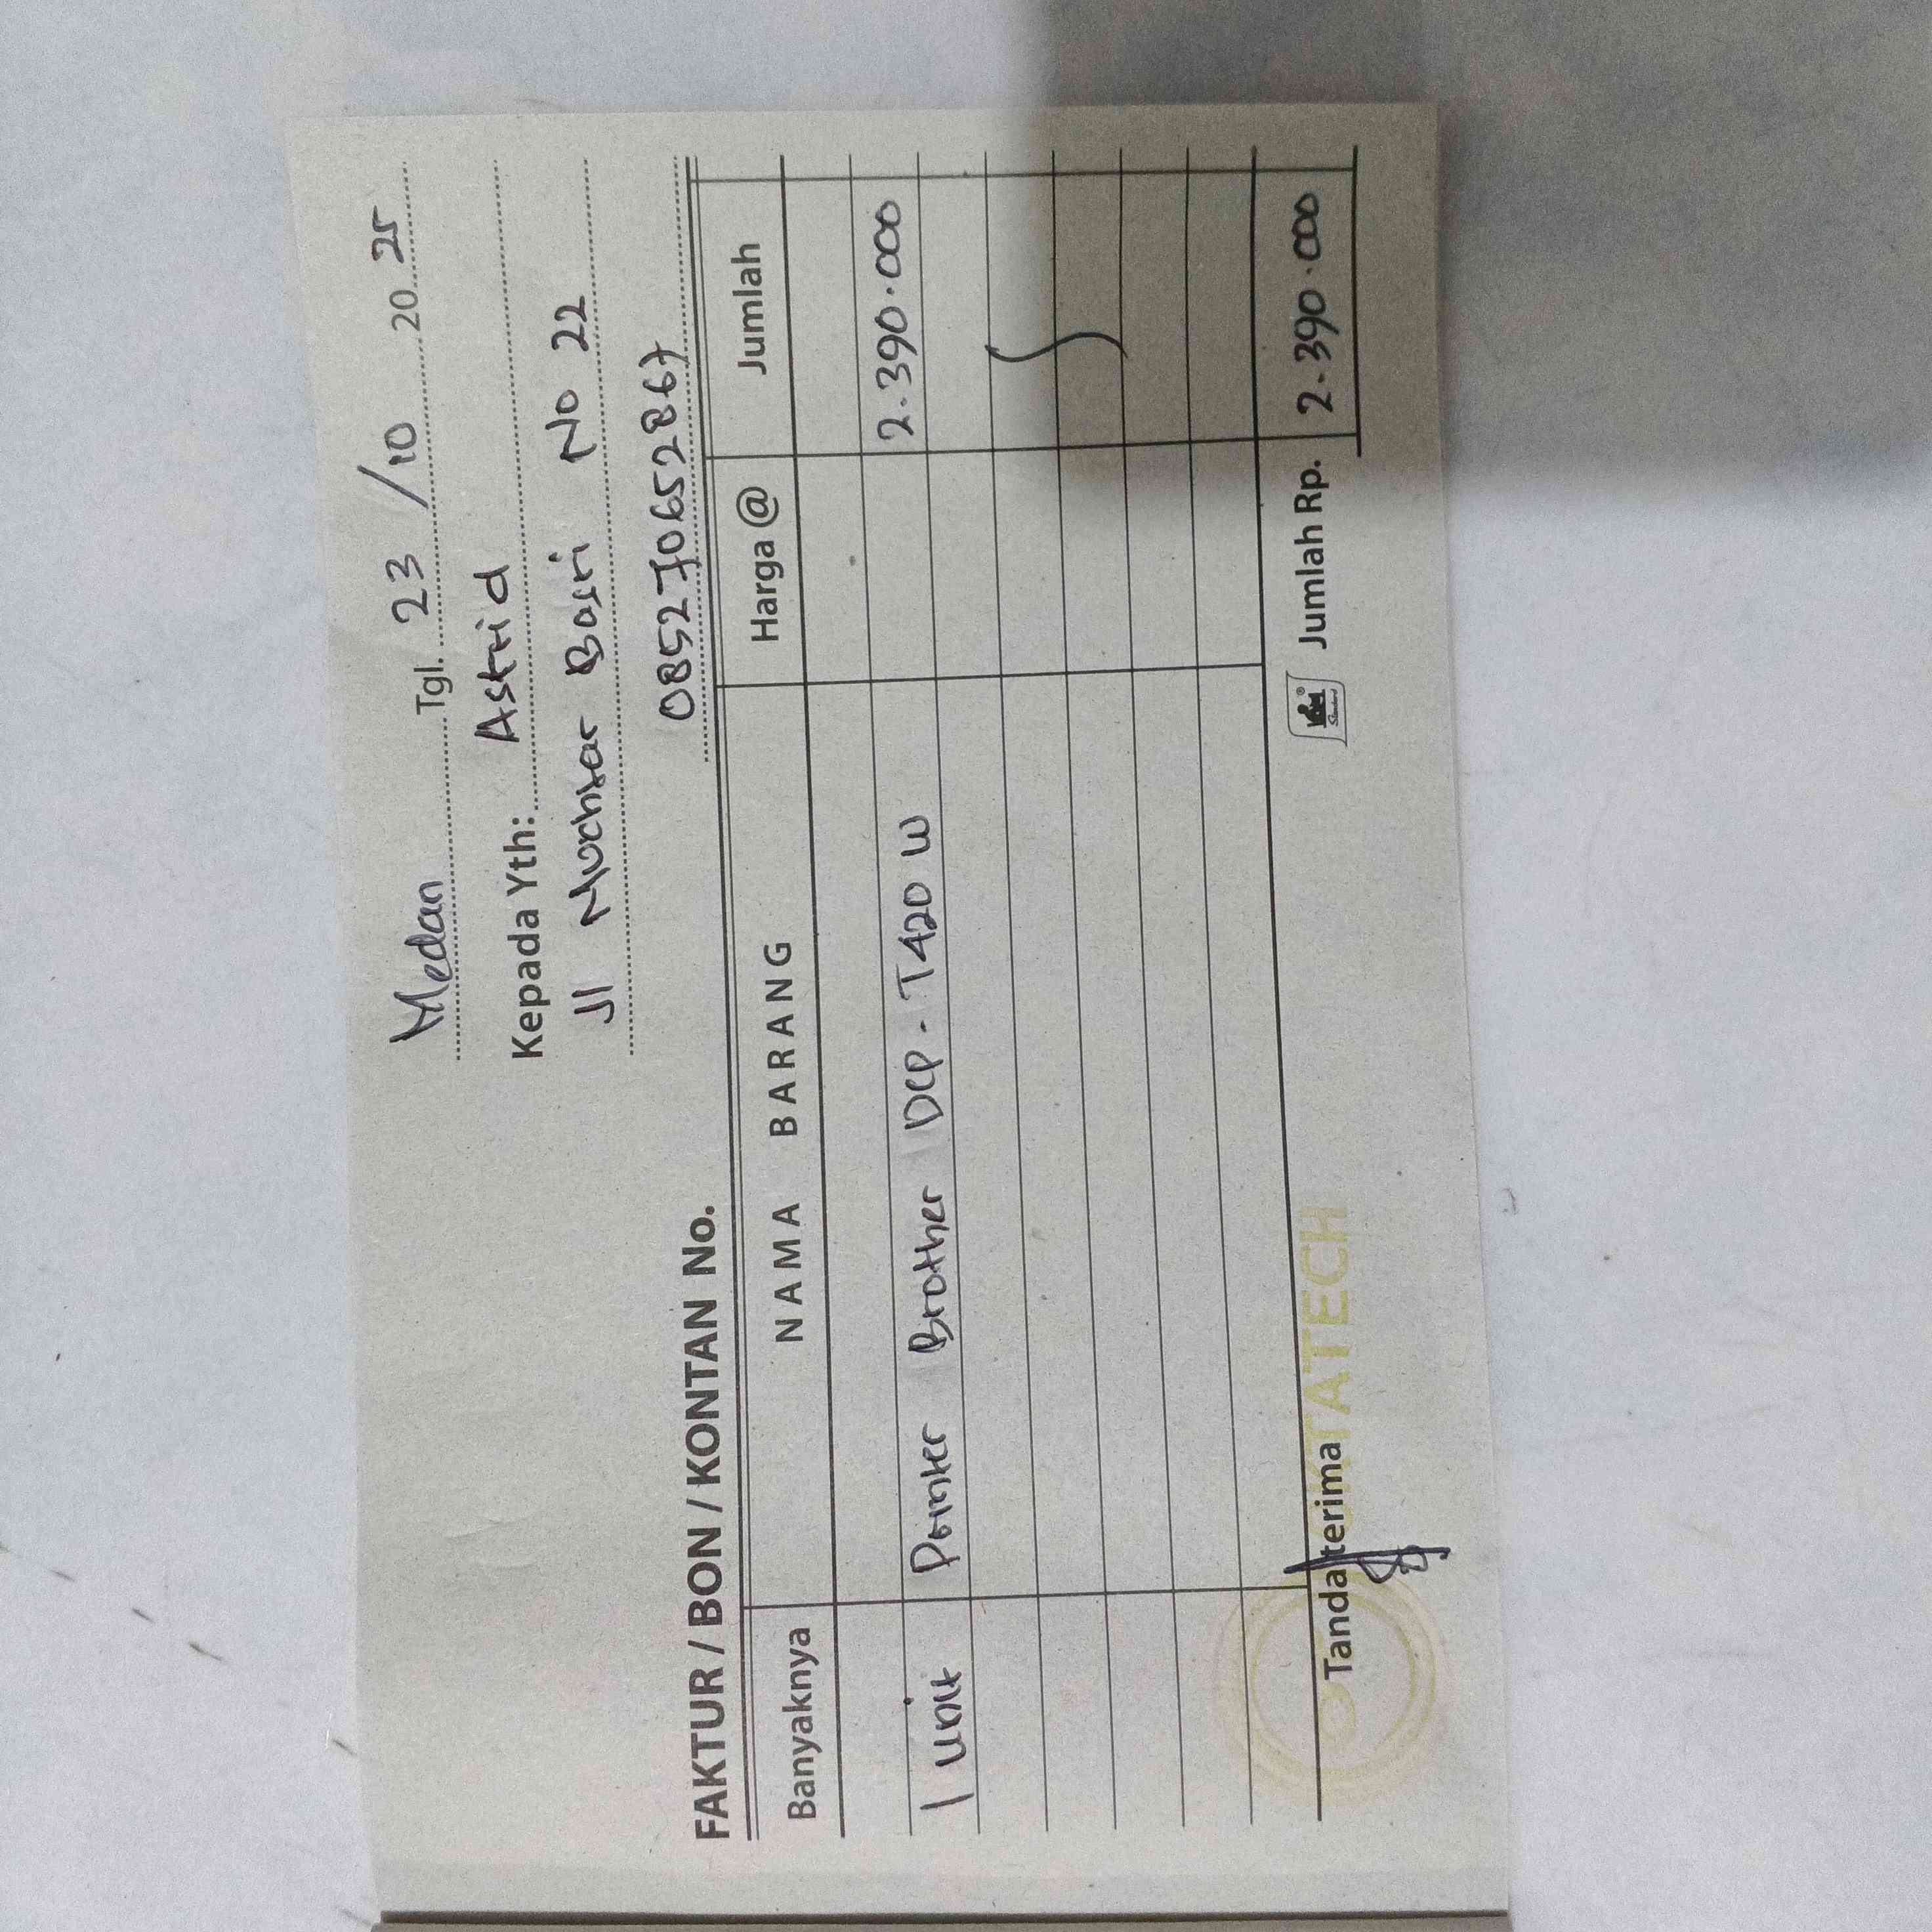 Medan Tgl. 23/10 20 25
Kepada Yth: Astrid
Jl Muchtar Basri No 22
085270652867
FAKTUR / BON / KONTAN No.
Banyaknya NAMA BARANG Harga @ Jumlah
1 unit Printer Brother DCP-T420 W 2.390.000
Tanda terima Jumlah Rp. 2.390.000